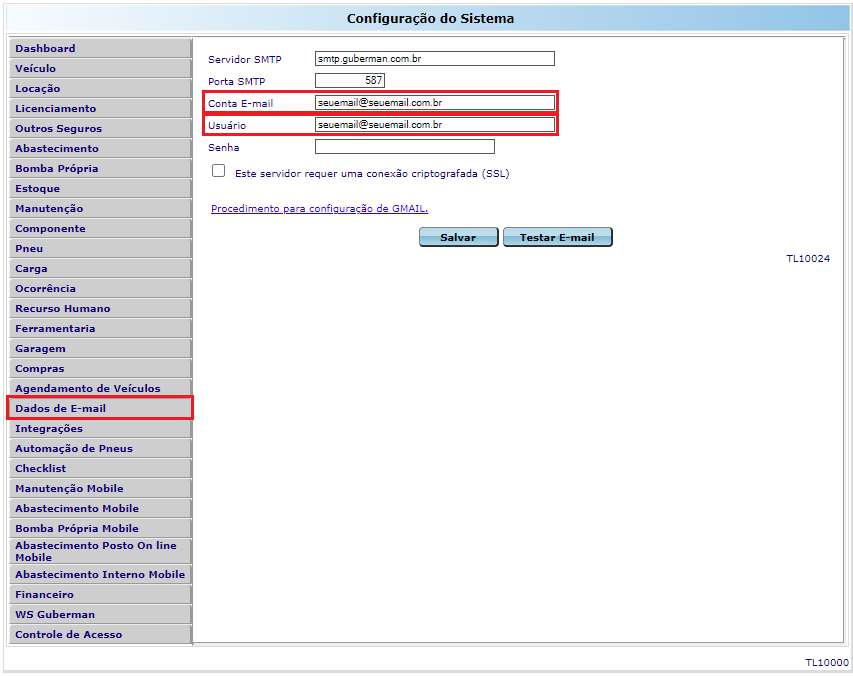 Configuração do Sistema
Dashboard
Veículo
Locação
Licenciamento
Outros Seguros
Abastecimento
Bomba Própria
Estoque
Manutenção
Componente
Pneu
Carga
Ocorrência
Recurso Humano
Ferramentaria
Garagem
Compras
Agendamento de Veículos
Dados de E-mail
Integrações
Automação de Pneus
Checklist
Manutenção Mobile
Abastecimento Mobile
Bomba Própria Mobile
Abastecimento Posto On line
Mobile
Abastecimento Interno Mobile
Financeiro
WS Guberman
Controle de Acesso
Servidor SMTP smtp.guberman.com.br
Porta SMTP 587
Conta E-mail seuemail@seuemail.com.br
Usuário seuemail@seuemail.com.br
Senha
Este servidor requer uma conexão criptografada (SSL)
Procedimento para configuração de GMAIL.
Salvar Testar E-mail
TL10024
TL10000